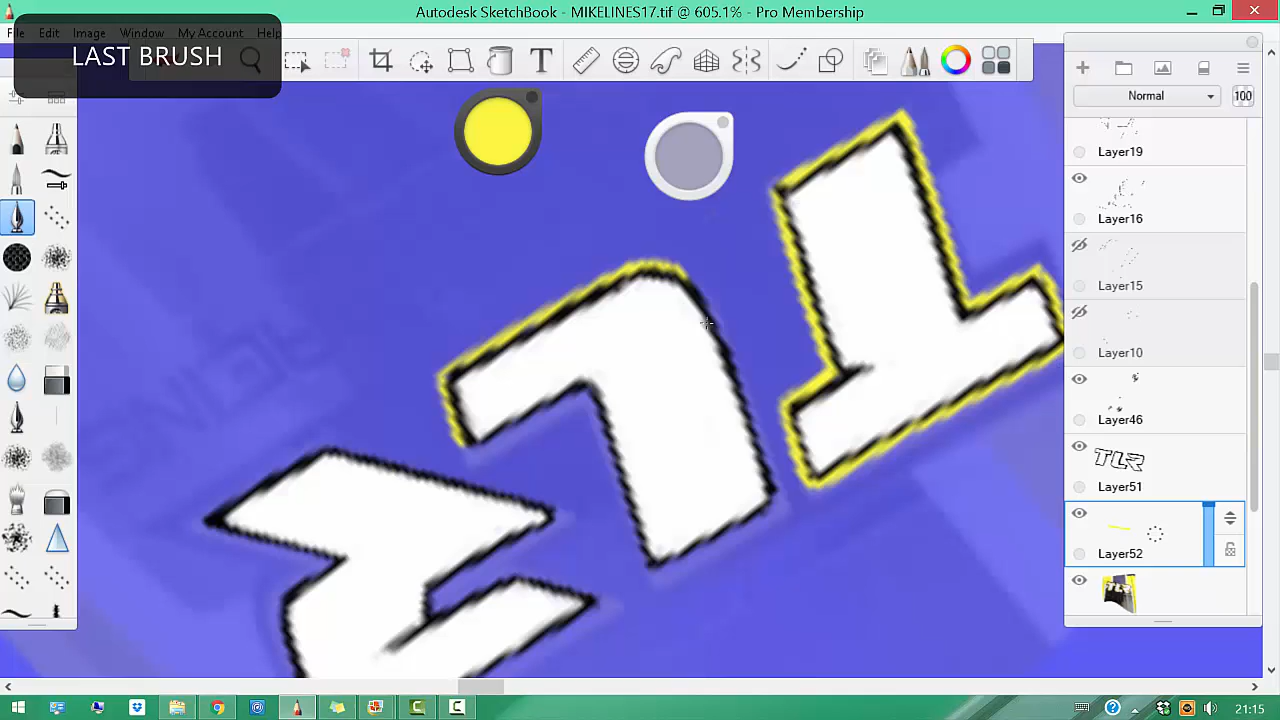 Autodesk SketchBook - MIKELINES17.tif @ 605.1% - Pro Membership
File Edit Image Window My Account Help
LAST BRUSH
T
Normal
100
Layer19
Layer16
Layer15
Layer10
Layer46
TLR
Layer51
Layer52
21:15